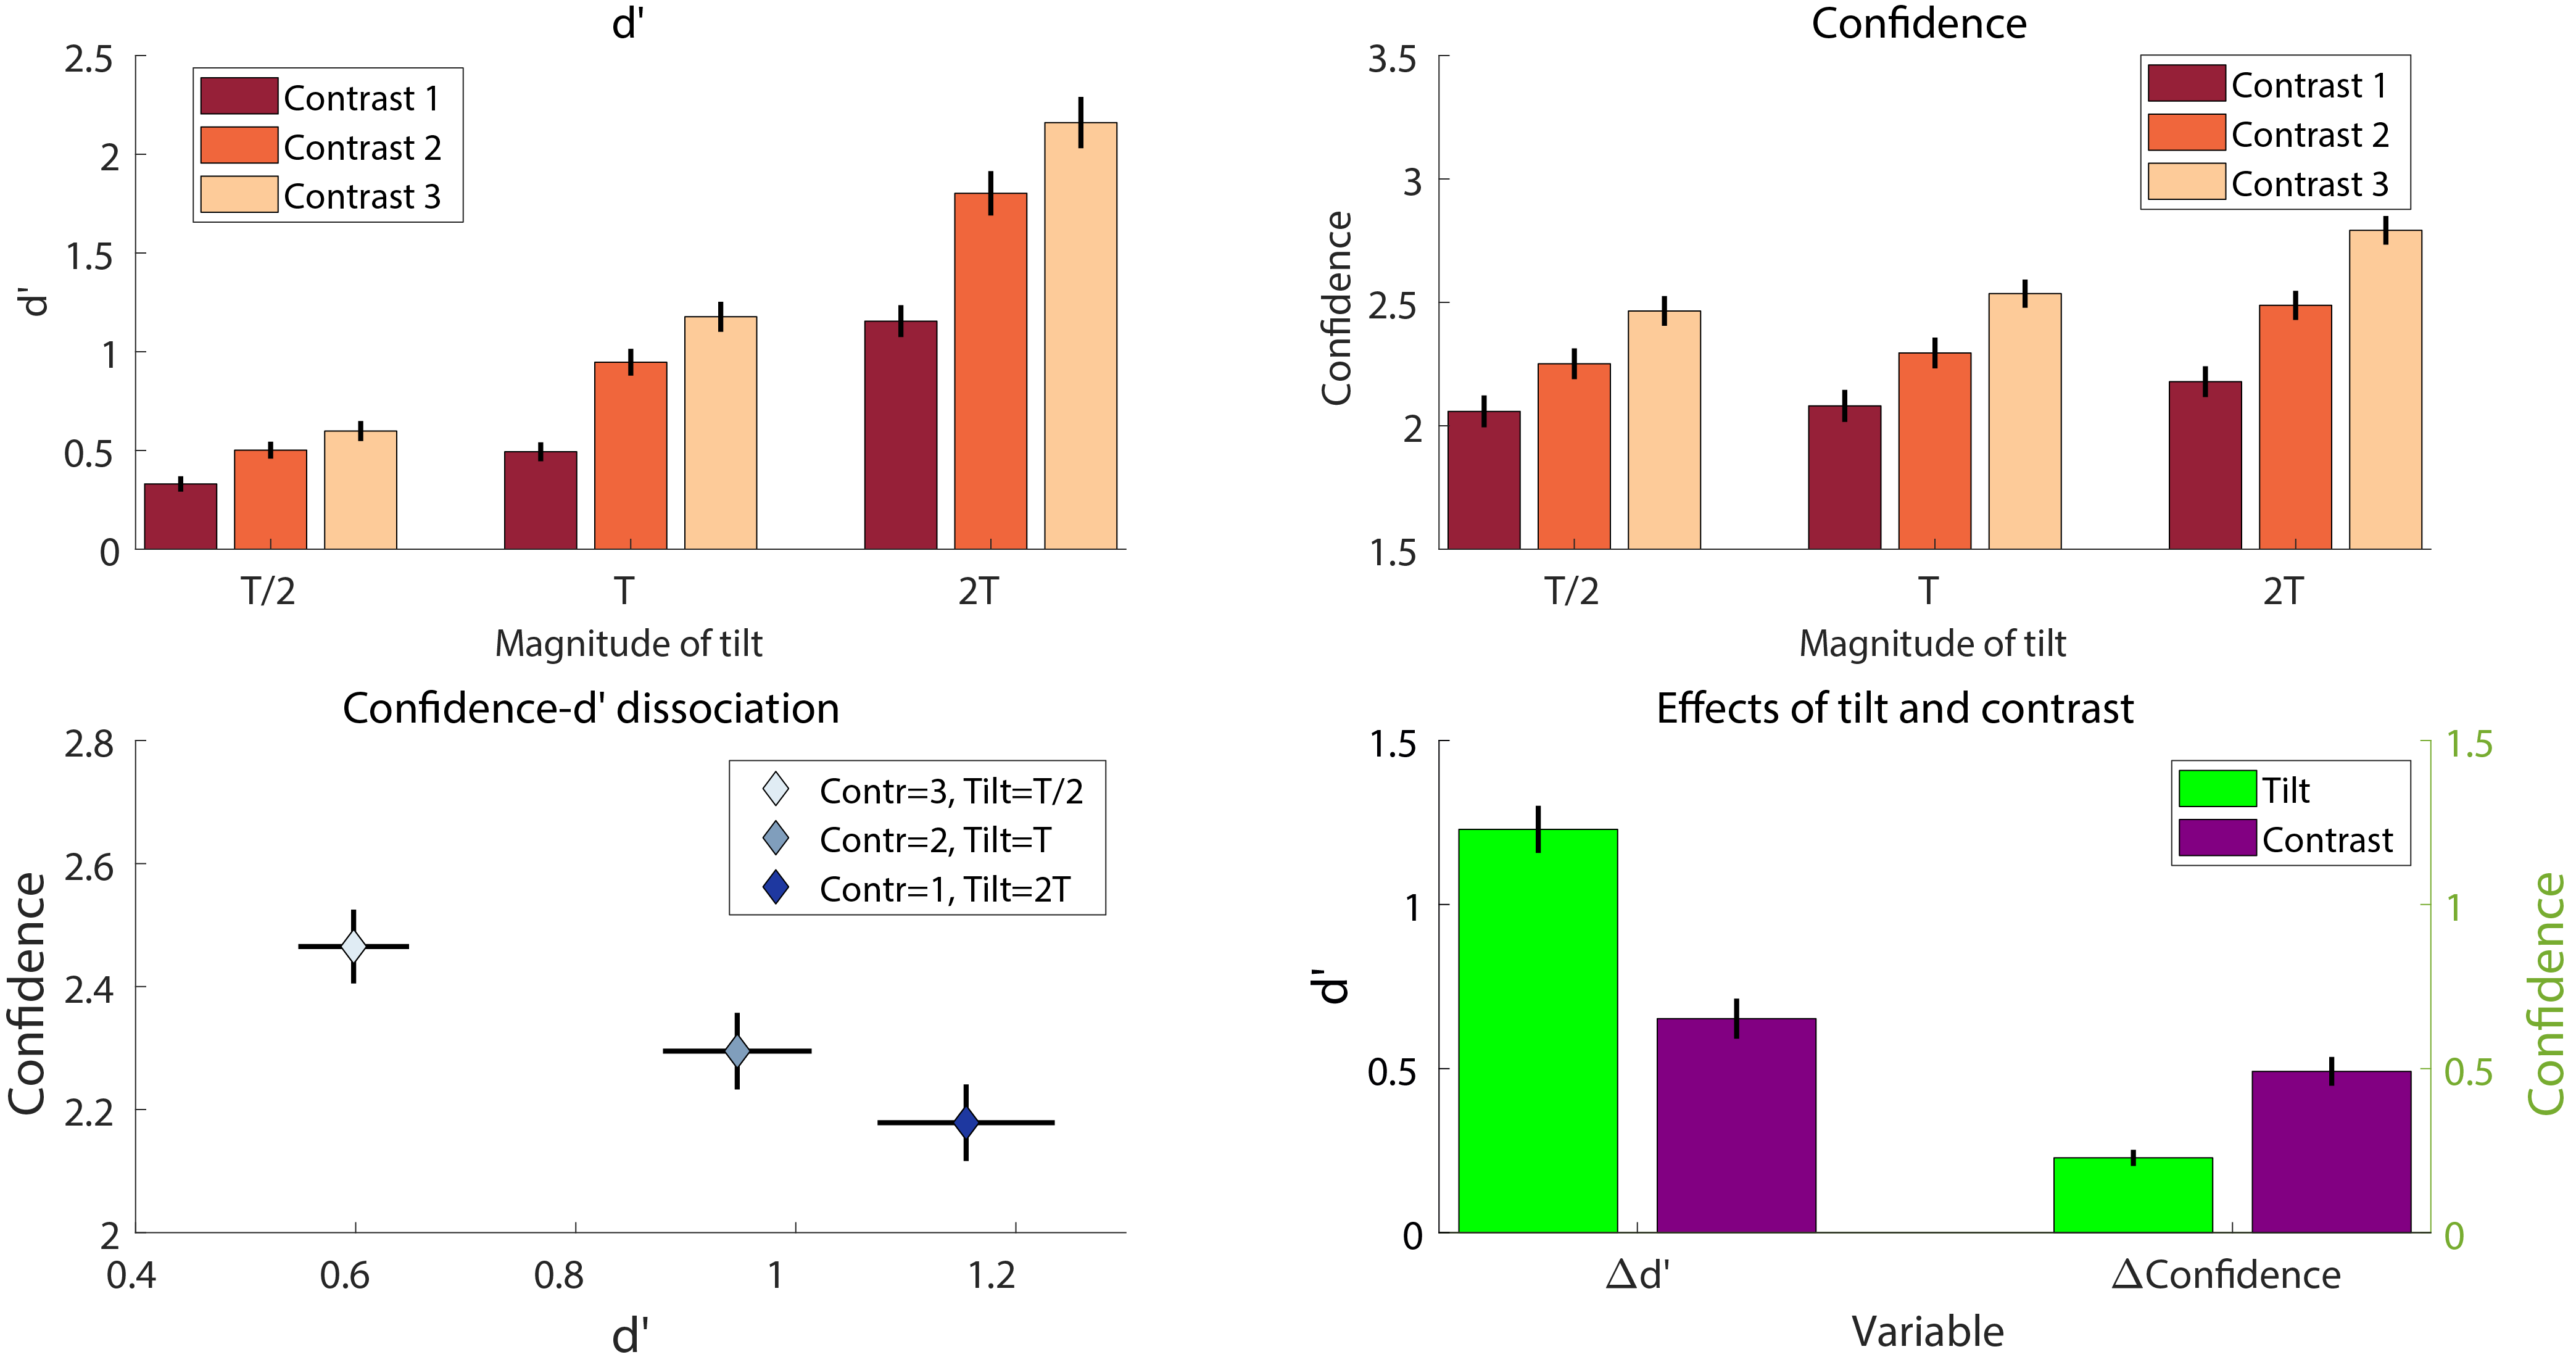 d'
2.5
2
1.5
1
0.5
0
d'
Contrast 1
Contrast 2
Contrast 3
T/2 T 2T
Magnitude of tilt
Confidence
3.5
3
2.5
2
1.5
Confidence
Contrast 1
Contrast 2
Contrast 3
T/2 T 2T
Magnitude of tilt
Confidence-d' dissociation
2.8
2.6
2.4
2.2
2
Confidence
Contr=3, Tilt=T/2
Contr=2, Tilt=T
Contr=1, Tilt=2T
0.4 0.6 0.8 1 1.2
d'
Effects of tilt and contrast
1.5
1
0.5
0
d'
Tilt
Contrast
1.5
1
0.5
0
Confidence
Δd' ΔConfidence
Variable